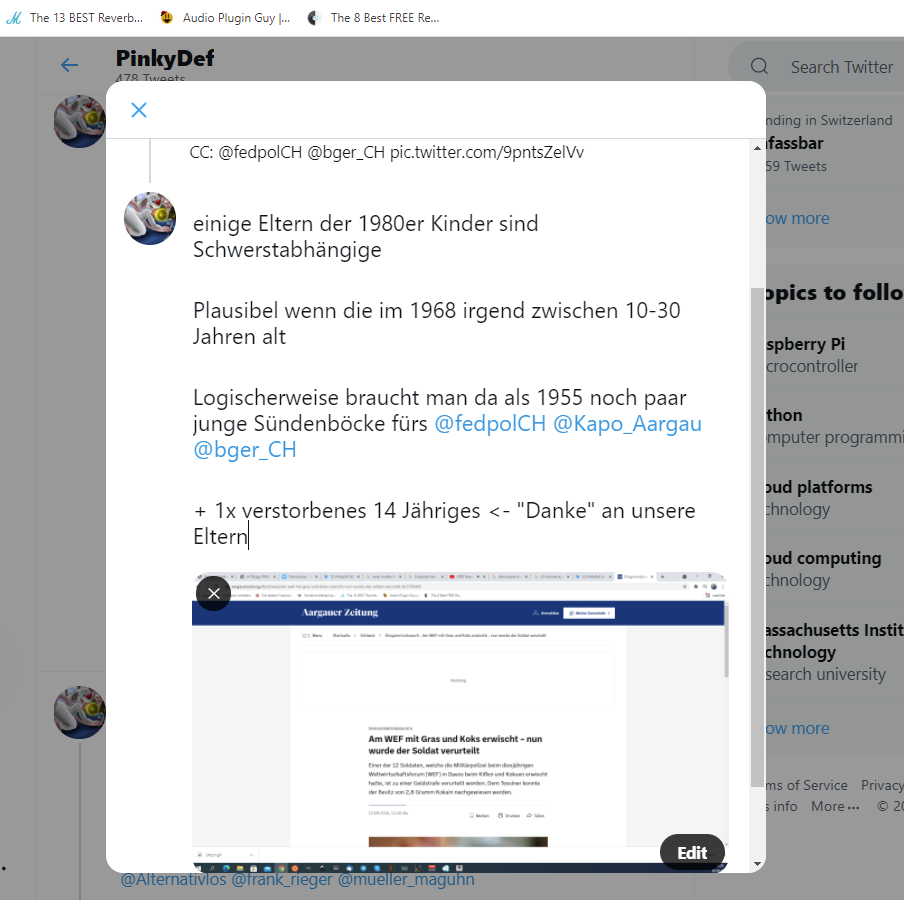 The 13 BEST Reverb...
Audio Plugin Guy |...
The 8 Best FREE Re...
PinkyDef
478 Tweets
Search Twitter
CC: @fedpolCH @bger_CH pic.twitter.com/9pntsZelVv
einige Eltern der 1980er Kinder sind
Schwerstabhängige
Plausibel wenn die im 1968 irgend zwischen 10-30
Jahren alt
Logischerweise braucht man da als 1955 noch paar
junge Sündenböcke fürs @fedpolCH @Kapo_Aargau
@bger_CH
+ 1x verstorbenes 14 Jähriges <- "Danke" an unsere
Eltern
Aargauer Zeitung
Am WEF mit Gras und Koks erwischt – nun
wurde der Soldat verurteilt
Einer der 12 Soldaten, welche die Militärpolizei beim diesjährigen
Weltwirtschaftsforum (WEF) in Davos beim Kiffen und Koksen erwischt
hatte, ist zu einer Geldstrafe verurteilt worden. Dem Tessiner konnte
der Besitz von 2,8 Gramm Kokain nachgewiesen werden.
Merken Drucken Teilen
Edit
@Alternativlos @frank_rieger @mueller_maguhn
nding in Switzerland
fassbar
59 Tweets
ow more
opics to follo
spberry Pi
crocontroller
thon
mputer programmi
oud platforms
chnology
oud computing
chnology
assachusetts Instit
chnology
search university
ow more
ms of Service Privacy
s info More ··· © 20